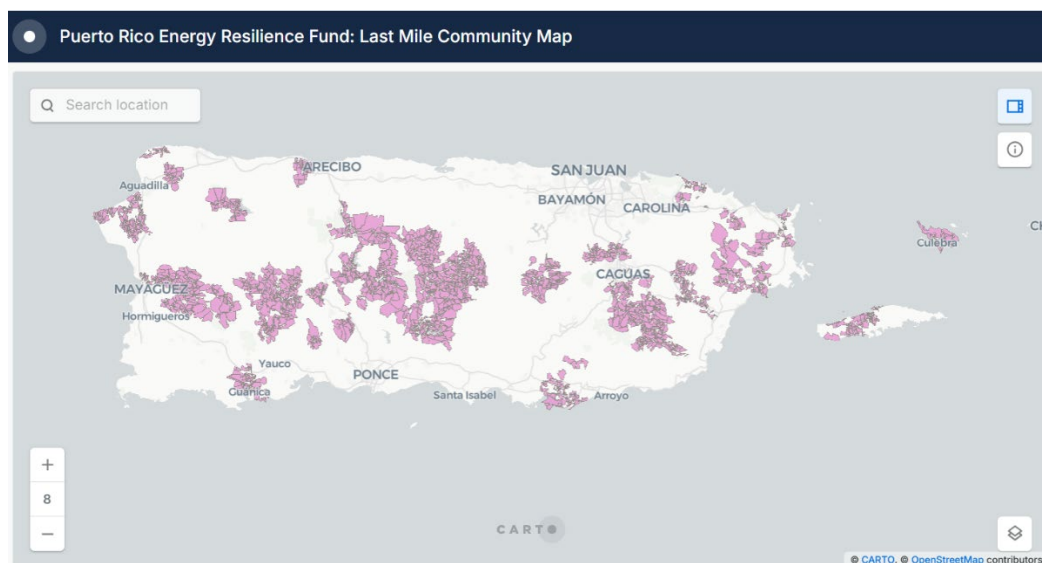 Puerto Rico Energy Resilience Fund: Last Mile Community Map
Search location
ARECIBO
SAN JUAN
Aguadilla
BAYAMÓN
CAROLINA
Culebra
CAGUAS
MAYAGÜEZ
Hormigueros
Yauco
PONCE
Guánica
Santa Isabel
Arroyo
+
8
−
CARTO
© CARTO, © OpenStreetMap contributors